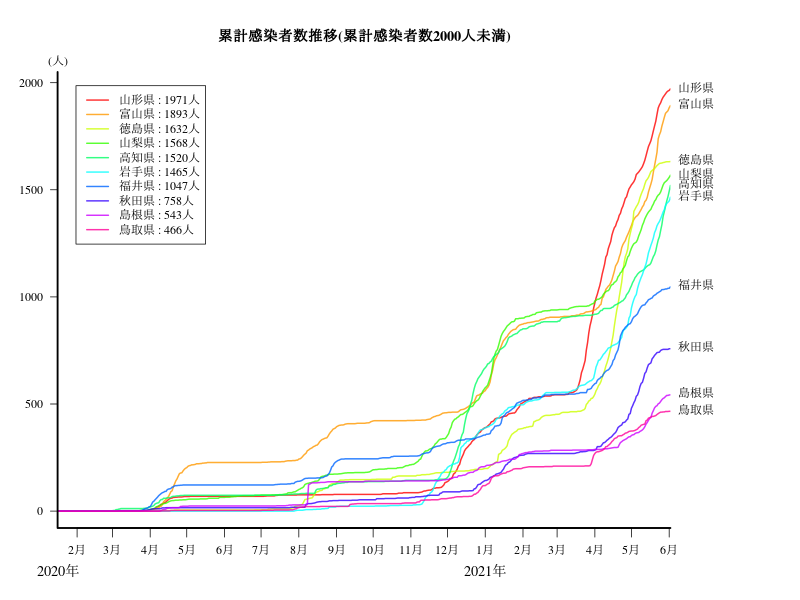 累計感染者数推移(累計感染者数2000人未満)
(人)
2000
1500
1000
500
0
山形県 : 1971人
富山県 : 1893人
徳島県 : 1632人
山梨県 : 1568人
高知県 : 1520人
岩手県 : 1465人
福井県 : 1047人
秋田県 : 758人
島根県 : 543人
鳥取県 : 466人
山形県
富山県
徳島県
山梨県
高知県
岩手県
福井県
秋田県
島根県
鳥取県
2月 3月 4月 5月 6月 7月 8月 9月 10月 11月 12月 1月 2月 3月 4月 5月 6月
2020年 2021年